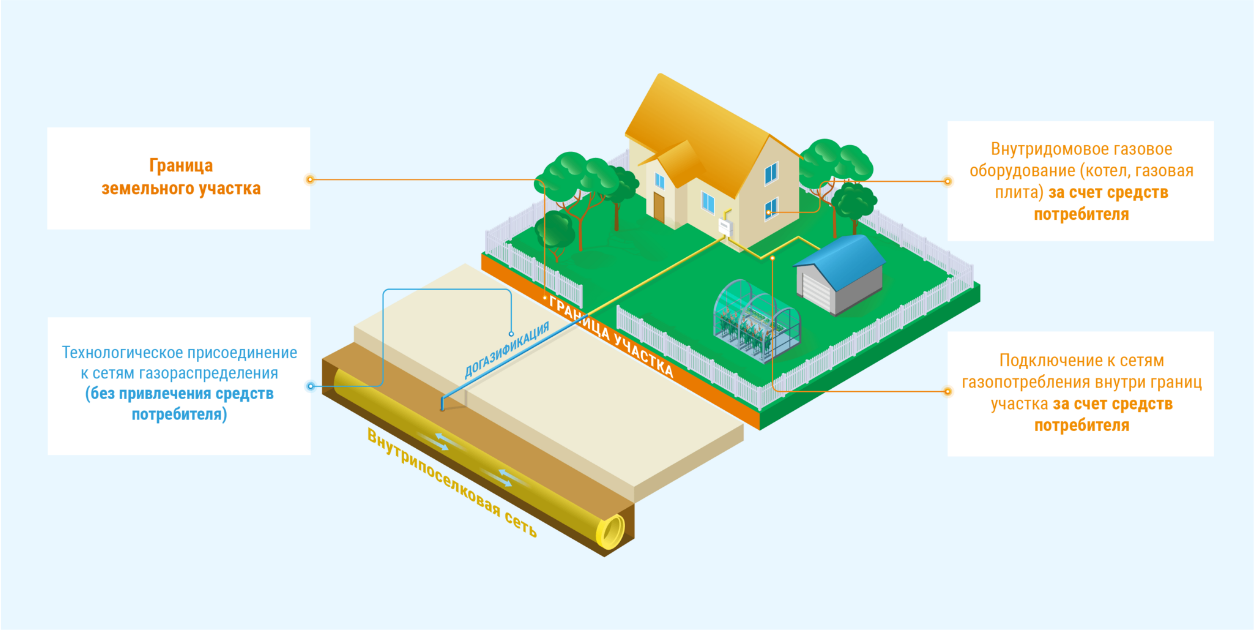 Граница
земельного участка
Внутридомовое газовое
оборудование (котел, газовая
плита) за счет средств
потребителя
Технологическое присоединение
к сетям газораспределения
(без привлечения средств
потребителя)
ДОГАЗИФИКАЦИЯ
ГРАНИЦА УЧАСТКА
Подключение к сетям
газопотребления внутри границ
участка за счет средств
потребителя
Внутрипоселковая сеть